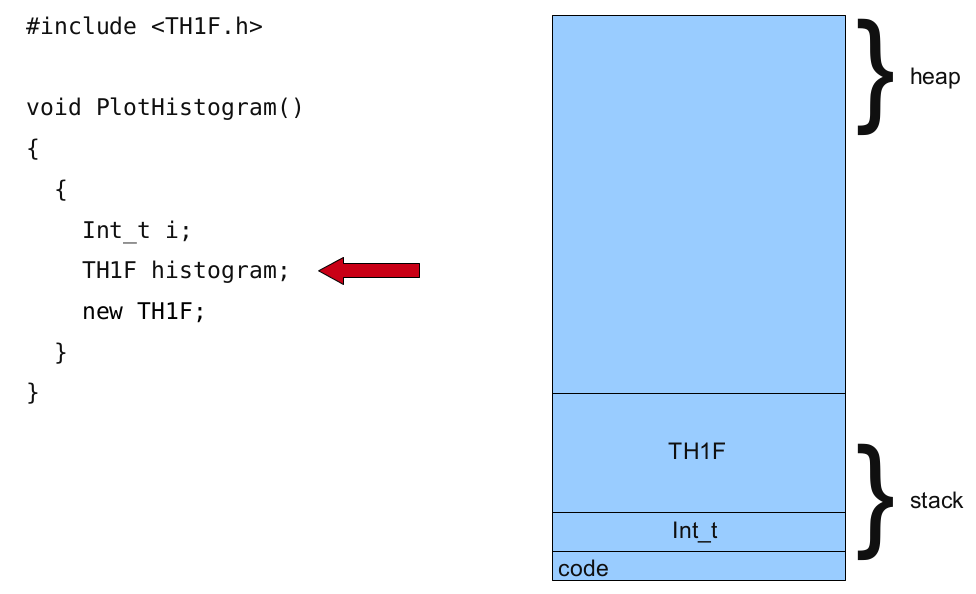 #include <TH1F.h>
void PlotHistogram()
{
{
Int_t i;
TH1F histogram;
new TH1F;
}
}
heap
TH1F
stack
Int_t
code